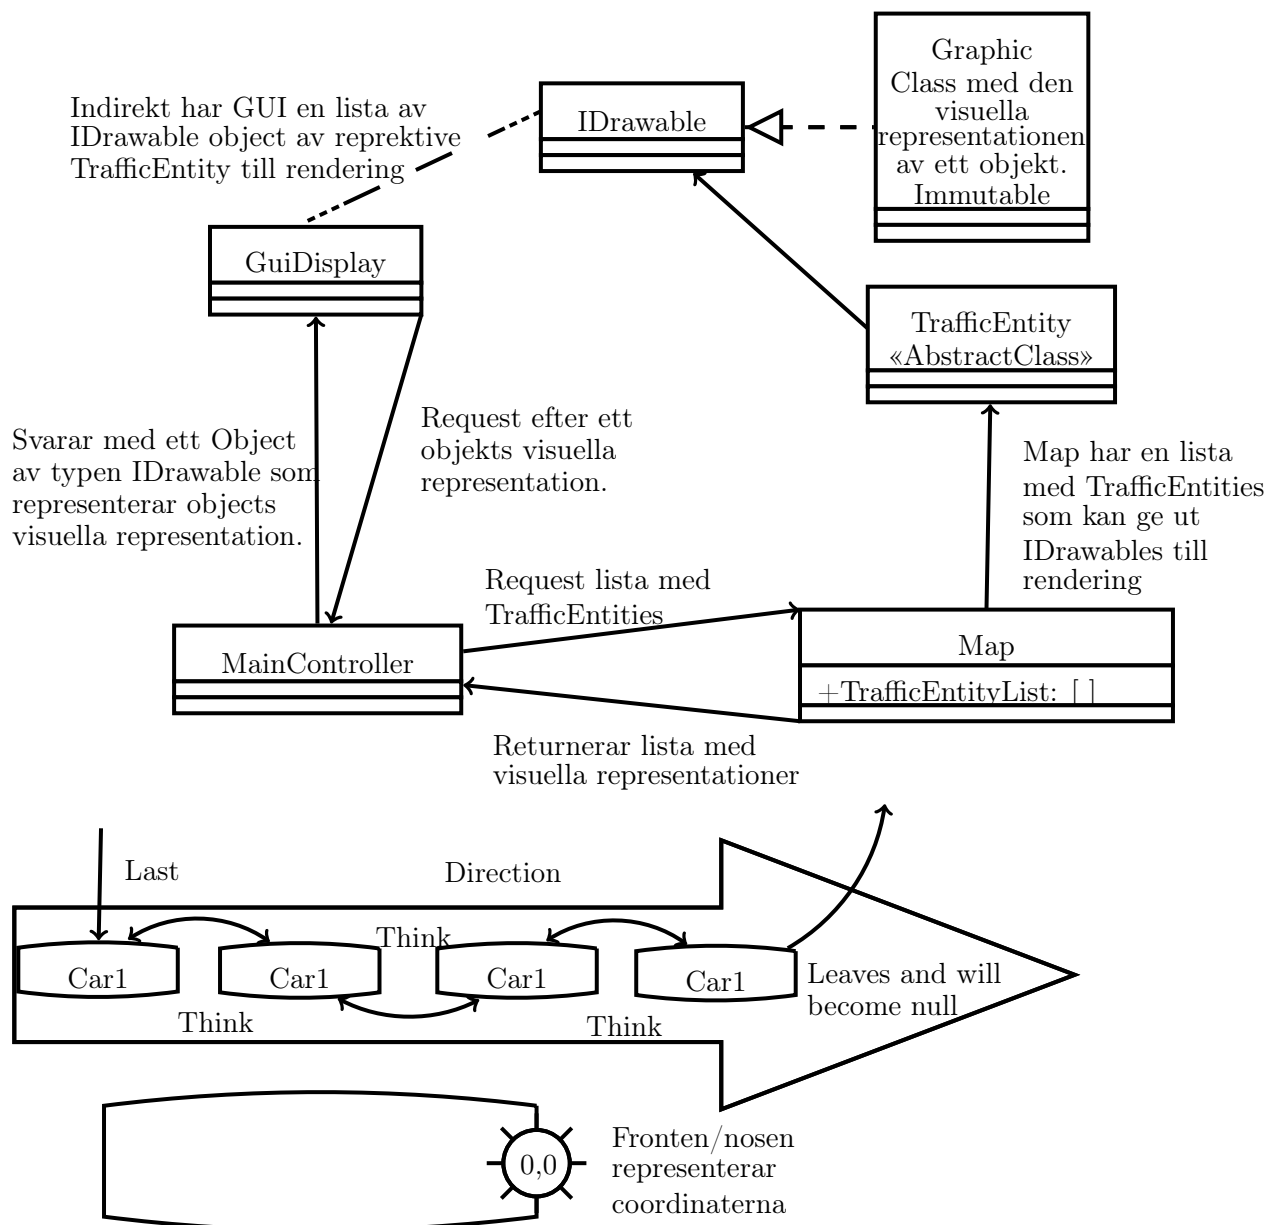 Graphic
Class med den
visuella
representationen
av ett objekt.
Immutable
Indirekt har GUI en lista av
IDrawable object av reprektive
TrafficEntity till rendering
IDrawable
GuiDisplay
TrafficEntity
«AbstractClass»
Svarar med ett Object
av typen IDrawable som
representerar objects
visuella representation.
Request efter ett
objekts visuella
representation.
Map har en lista
med TrafficEntities
som kan ge ut
IDrawables till
rendering
Request lista med
TrafficEntities
MainController
Map
+TrafficEntityList: [ ]
Returnerar lista med
visuella representationer
Last
Direction
Think
Car1
Car1
Car1
Car1
Leaves and will
become null
Think
Think
0,0
Fronten/nosen
representerar
coordinaterna